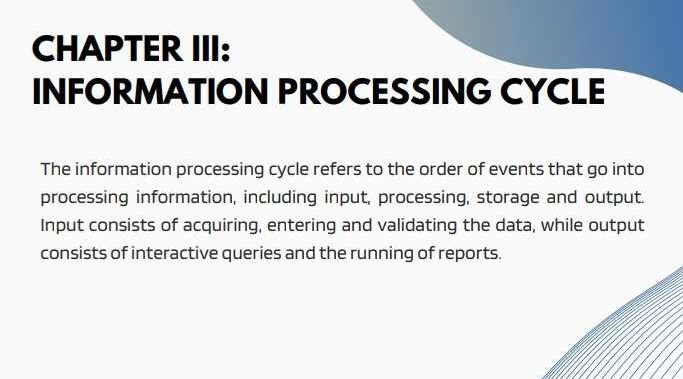 CHAPTER III:
INFORMATION PROCESSING CYCLE
The information processing cycle refers to the order of events that go into
processing information, including input, processing, storage and output.
Input consists of acquiring, entering and validating the data, while output
consists of interactive queries and the running of reports.